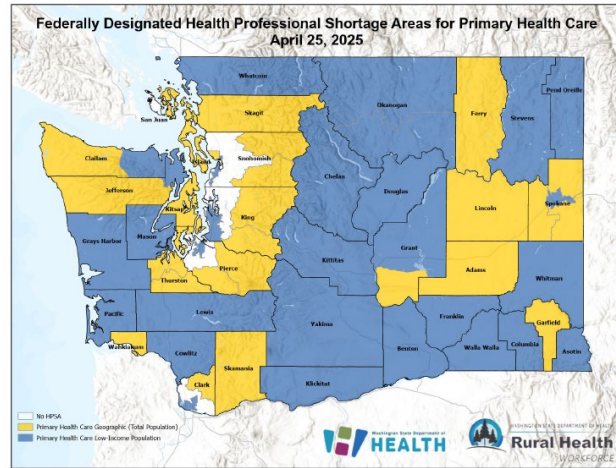 Federally Designated Health Professional Shortage Areas for Primary Health Care
April 25, 2025
Whatcom
Pend Oreille
San Juan
Skagit
Okanogan
Ferry
Stevens
Clallam
Island
Snohomish
Chelan
Jefferson
Douglas
Kitsap
King
Lincoln
Spokane
Grays Harbor
Mason
Grant
Kittitas
Pierce
Adams
Thurston
Whitman
Pacific
Lewis
Yakima
Franklin
Garfield
Wahkiakum
Cowlitz
Skamania
Benton
Walla Walla
Columbia
Asotin
Clark
Klickitat
No HPSA
Primary Health Care Geographic (Total Population)
Primary Health Care Low-Income Population
Washington State Department of
HEALTH
WASHINGTON STATE DEPARTMENT OF HEALTH
Rural Health
WORKFORCE